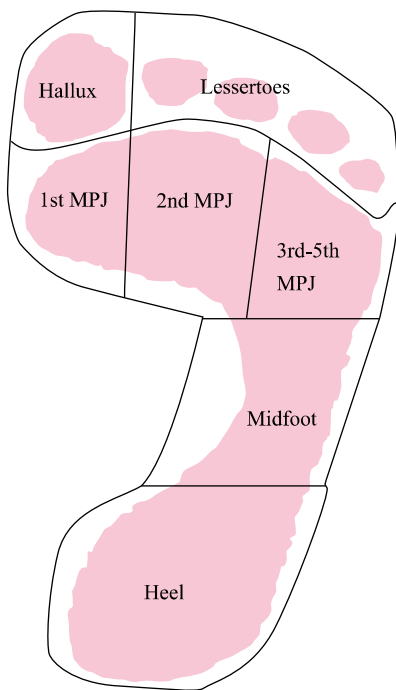 Hallux
Lessertoes
1st MPJ
2nd MPJ
3rd-5th
MPJ
Midfoot
Heel